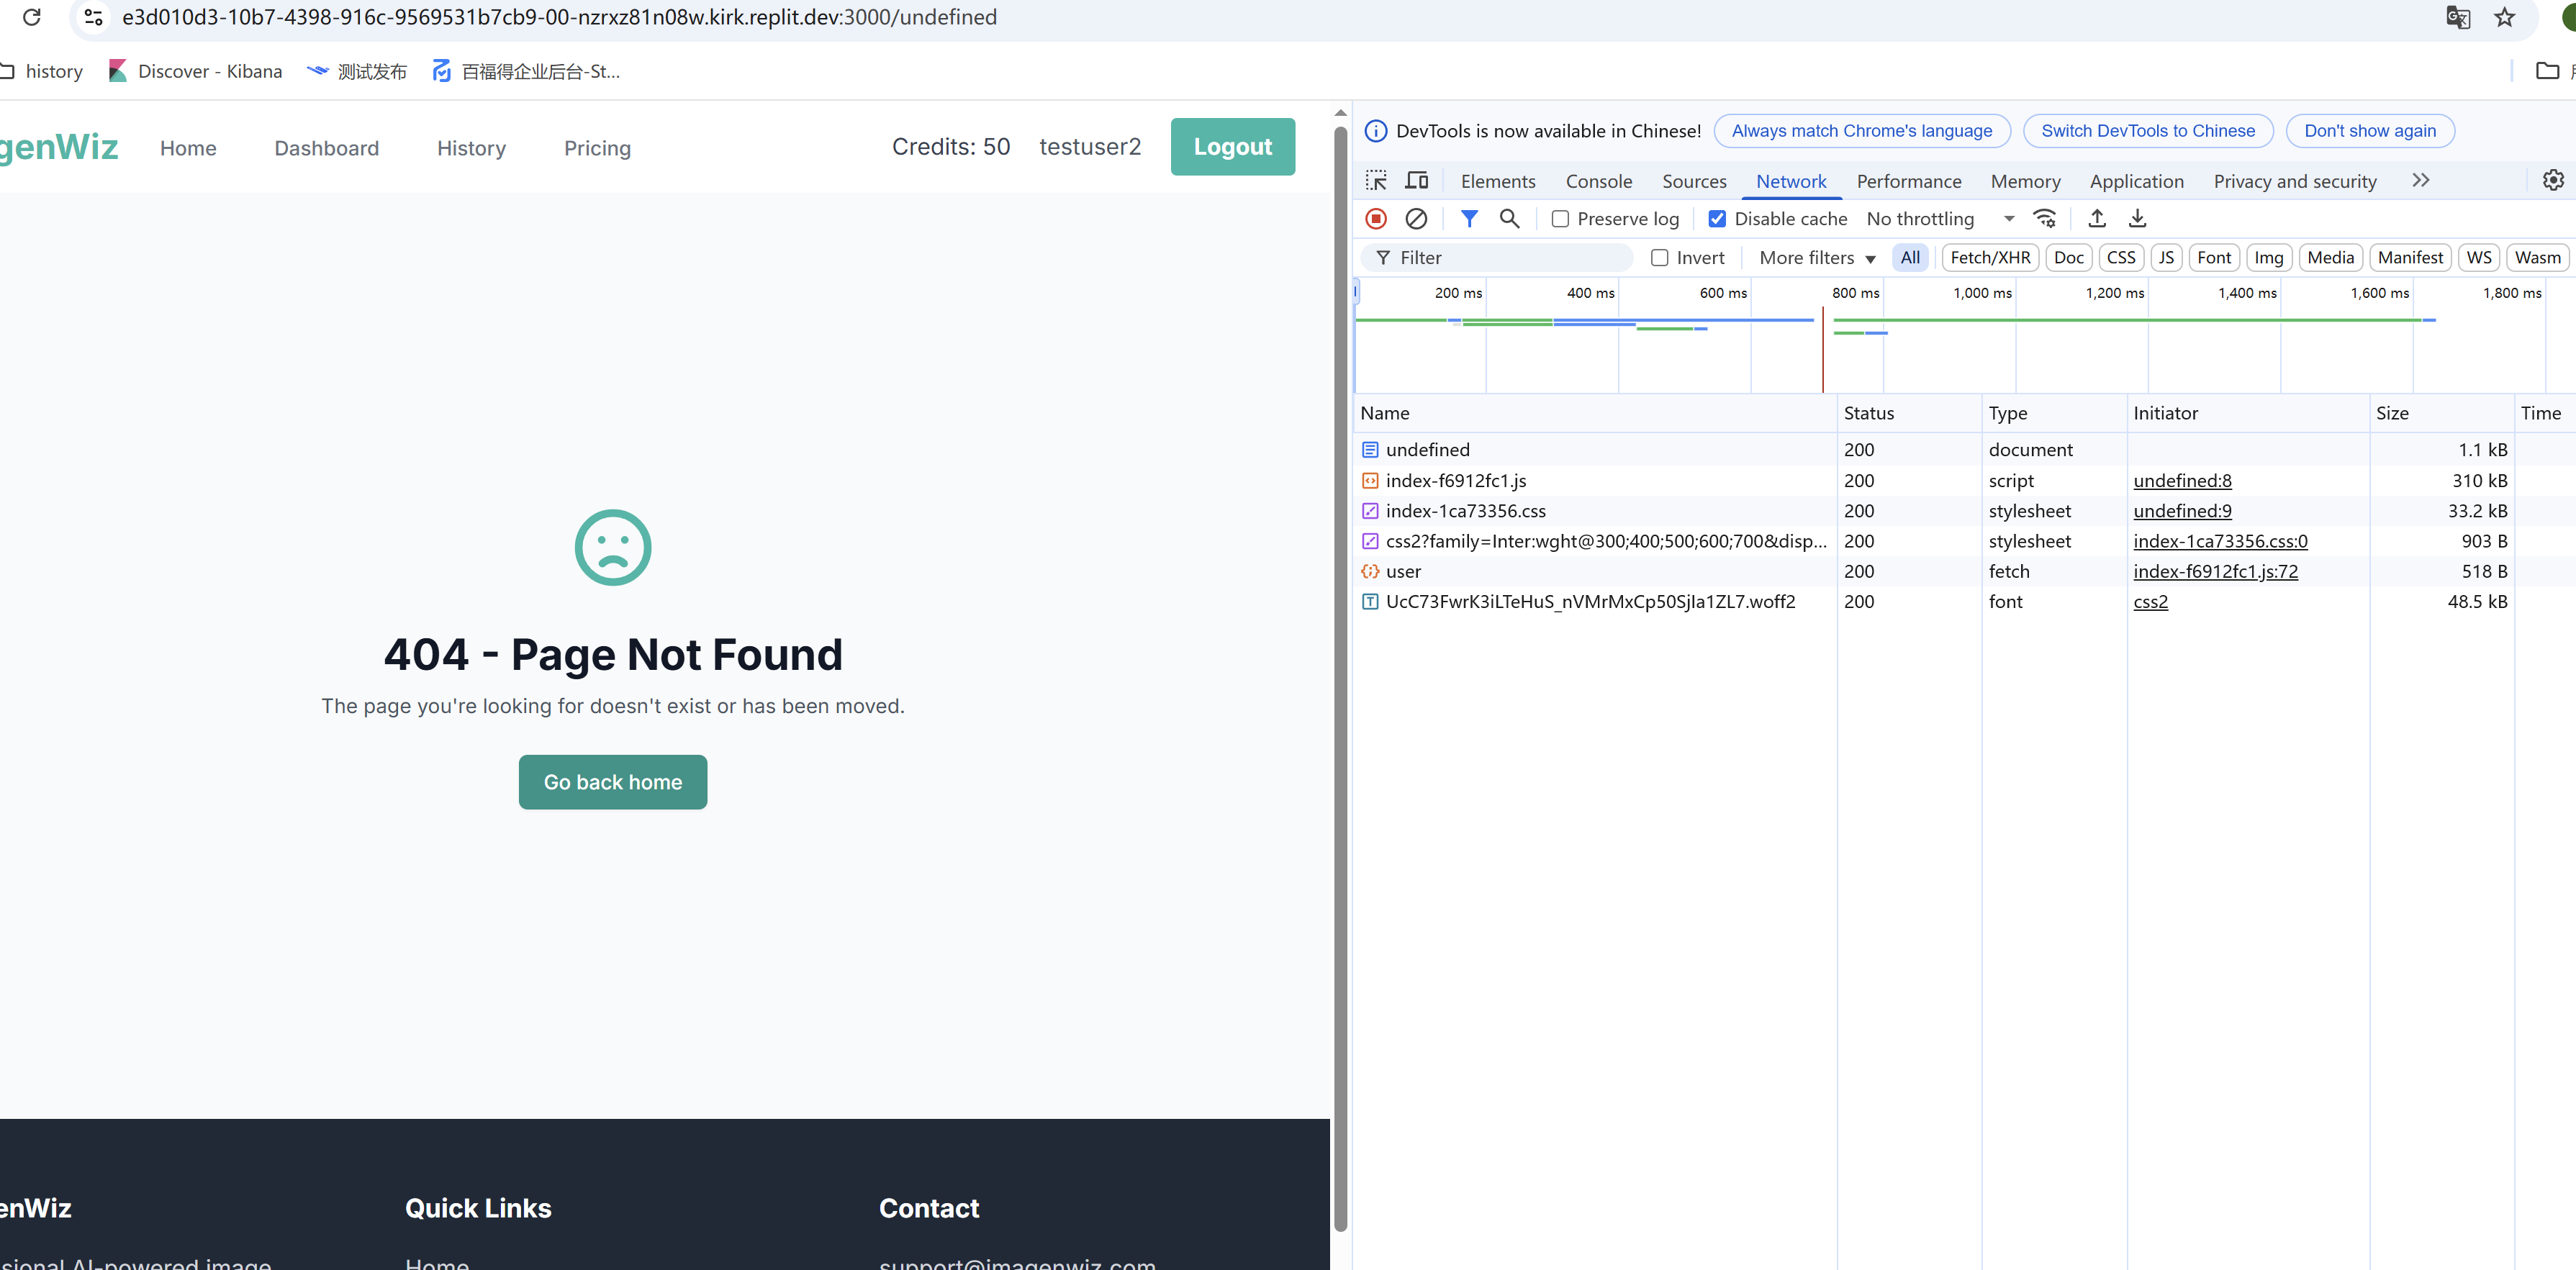 e3d010d3-10b7-4398-916c-9569531b7cb9-00-nzrxz81n08w.kirk.replit.dev:3000/undefined
history
Discover - Kibana
测试发布
百福得企业后台-St...
genWiz
Home
Dashboard
History
Pricing
Credits: 50
testuser2
Logout
404 - Page Not Found
The page you're looking for doesn't exist or has been moved.
Go back home
enWiz
Quick Links
Contact
sional AI-powered image
Home
support@imagenwiz.com
DevTools is now available in Chinese!
Always match Chrome's language
Switch DevTools to Chinese
Don't show again
Elements
Console
Sources
Network
Performance
Memory
Application
Privacy and security
Preserve log
Disable cache
No throttling
Filter
Invert
More filters
All
Fetch/XHR
Doc
CSS
JS
Font
Img
Media
Manifest
WS
Wasm
200 ms
400 ms
600 ms
800 ms
1,000 ms
1,200 ms
1,400 ms
1,600 ms
1,800 ms
Name Status Type Initiator Size Time
undefined 200 document 1.1 kB
index-f6912fc1.js 200 script undefined:8 310 kB
index-1ca73356.css 200 stylesheet undefined:9 33.2 kB
css2?family=Inter:wght@300;400;500;600;700&disp... 200 stylesheet index-1ca73356.css:0 903 B
user 200 fetch index-f6912fc1.js:72 518 B
UcC73FwrK3iLTeHuS_nVMrMxCp50SjIa1ZL7.woff2 200 font css2 48.5 kB